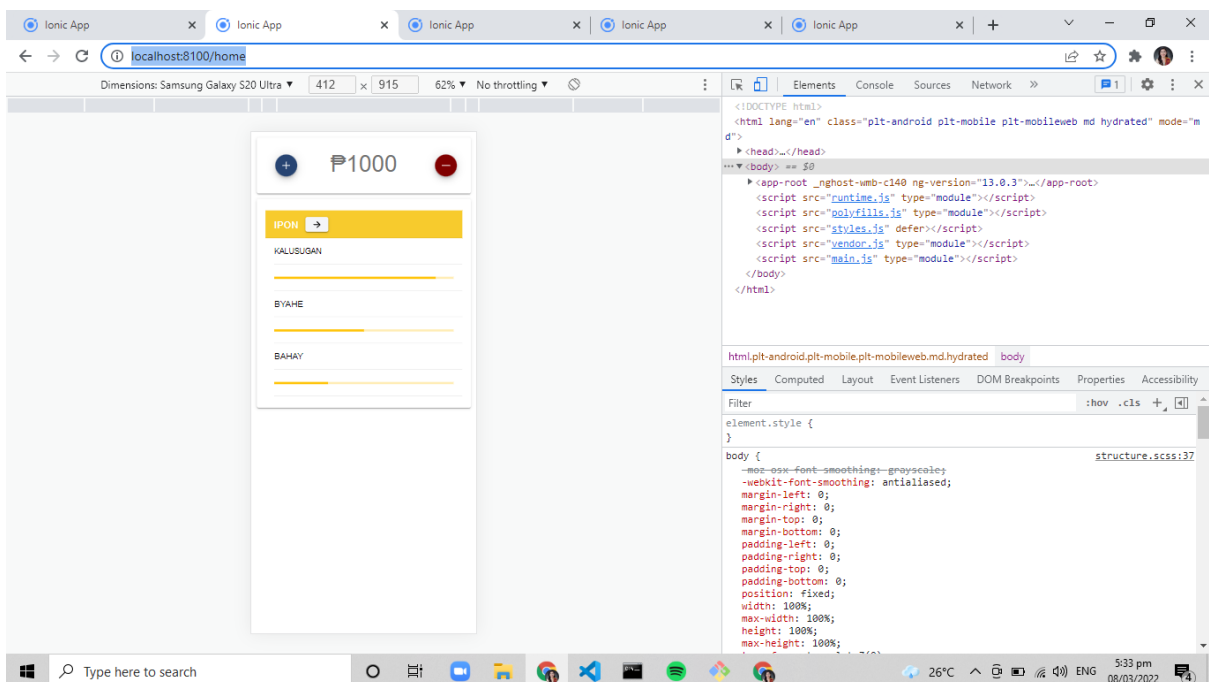 Ionic App
Ionic App
Ionic App
Ionic App
Ionic App
localhost:8100/home
Dimensions: Samsung Galaxy S20 Ultra ▼ 412 × 915 62% ▼ No throttling ▼
Elements Console Sources Network » 1
₱1000
IPON →
KALUSUGAN
BYAHE
BAHAY
<!DOCTYPE html>
<html lang="en" class="plt-android plt-mobile plt-mobileweb md hydrated" mode="m
d">
▶<head>…</head>
…▼<body> == $0
▶<app-root _nghost-wmb-c140 ng-version="13.0.3">…</app-root>
<script src="runtime.js" type="module"></script>
<script src="polyfills.js" type="module"></script>
<script src="styles.js" defer></script>
<script src="vendor.js" type="module"></script>
<script src="main.js" type="module"></script>
</body>
</html>
html.plt-android.plt-mobile.plt-mobileweb.md.hydrated body
Styles Computed Layout Event Listeners DOM Breakpoints Properties Accessibility
Filter :hov .cls +
element.style {
}
body { structure.scss:37
-moz-osx-font-smoothing: grayscale;
-webkit-font-smoothing: antialiased;
margin-left: 0;
margin-right: 0;
margin-top: 0;
margin-bottom: 0;
padding-left: 0;
padding-right: 0;
padding-top: 0;
padding-bottom: 0;
position: fixed;
width: 100%;
max-width: 100%;
height: 100%;
max-height: 100%;
Type here to search
26°C ENG 5:33 pm
08/03/2022